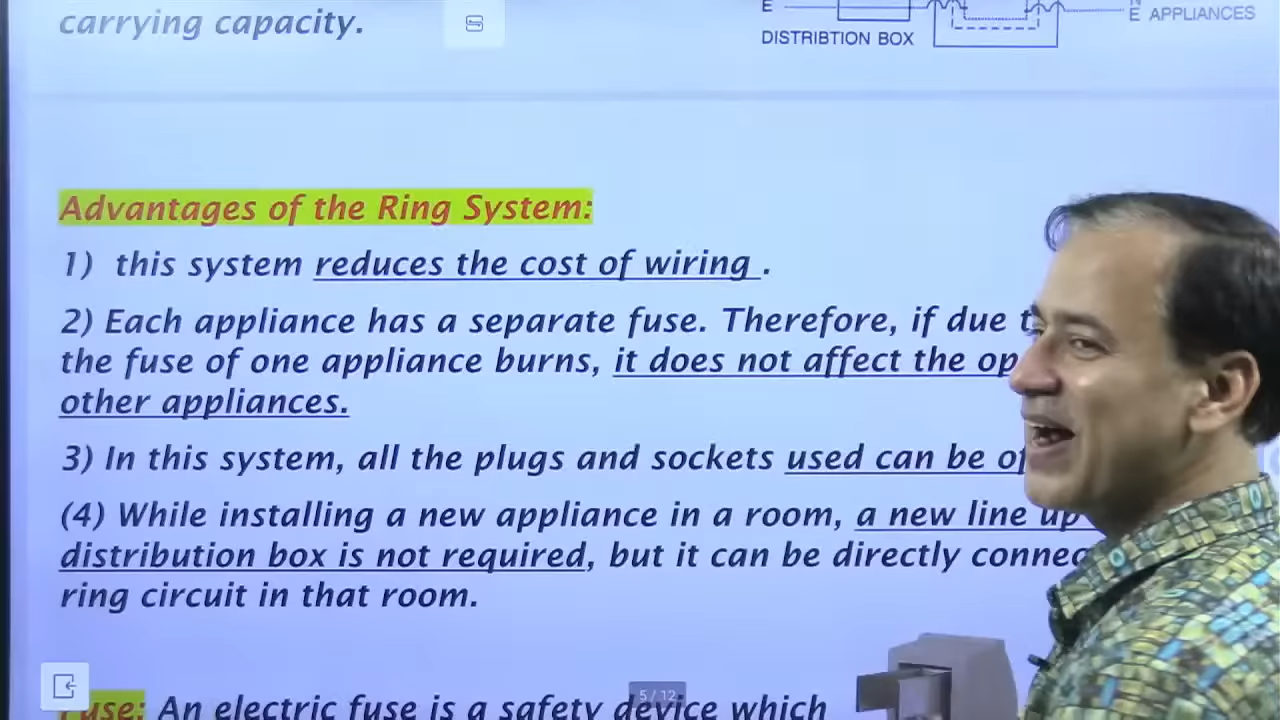 carrying capacity.
E
E APPLIANCES
DISTRIBTION BOX
Advantages of the Ring System:
1) this system reduces the cost of wiring .
2) Each appliance has a separate fuse. Therefore, if due
the fuse of one appliance burns, it does not affect the
other appliances.
3) In this system, all the plugs and sockets used can be
(4) While installing a new appliance in a room, a new line up
distribution box is not required, but it can be directly
ring circuit in that room.
5 / 12
Fuse: An electric fuse is a safety device which